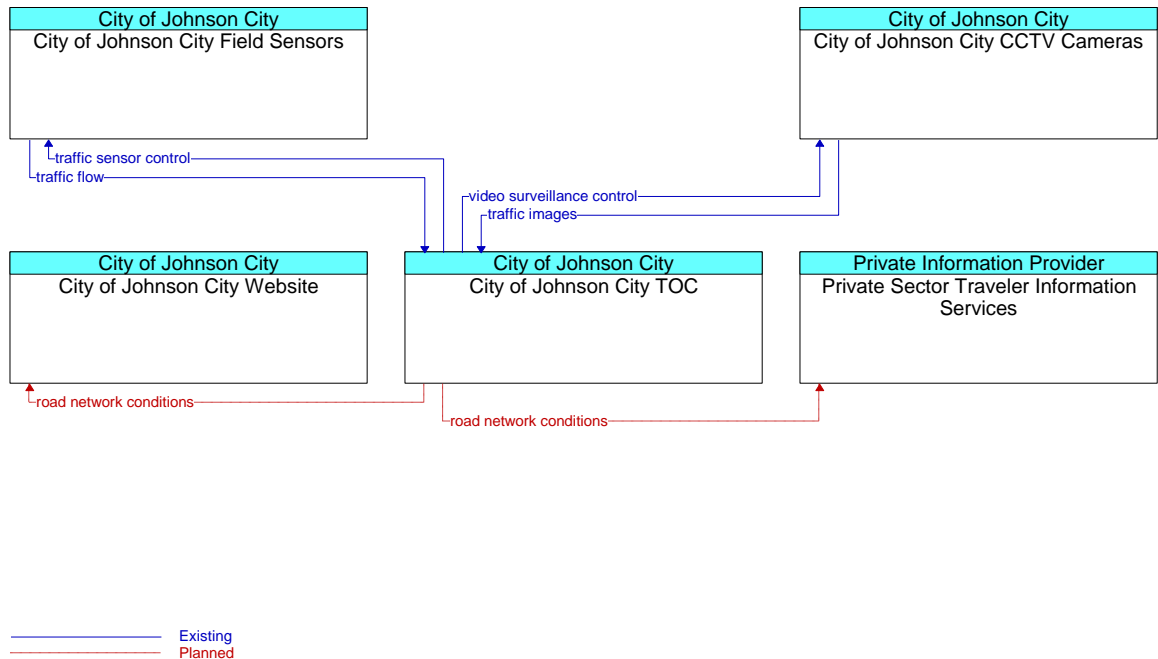 City of Johnson City
City of Johnson City Field Sensors
City of Johnson City
City of Johnson City CCTV Cameras
traffic sensor control
traffic flow
video surveillance control
traffic images
City of Johnson City
City of Johnson City Website
City of Johnson City
City of Johnson City TOC
Private Information Provider
Private Sector Traveler Information
Services
road network conditions
road network conditions
Existing
Planned